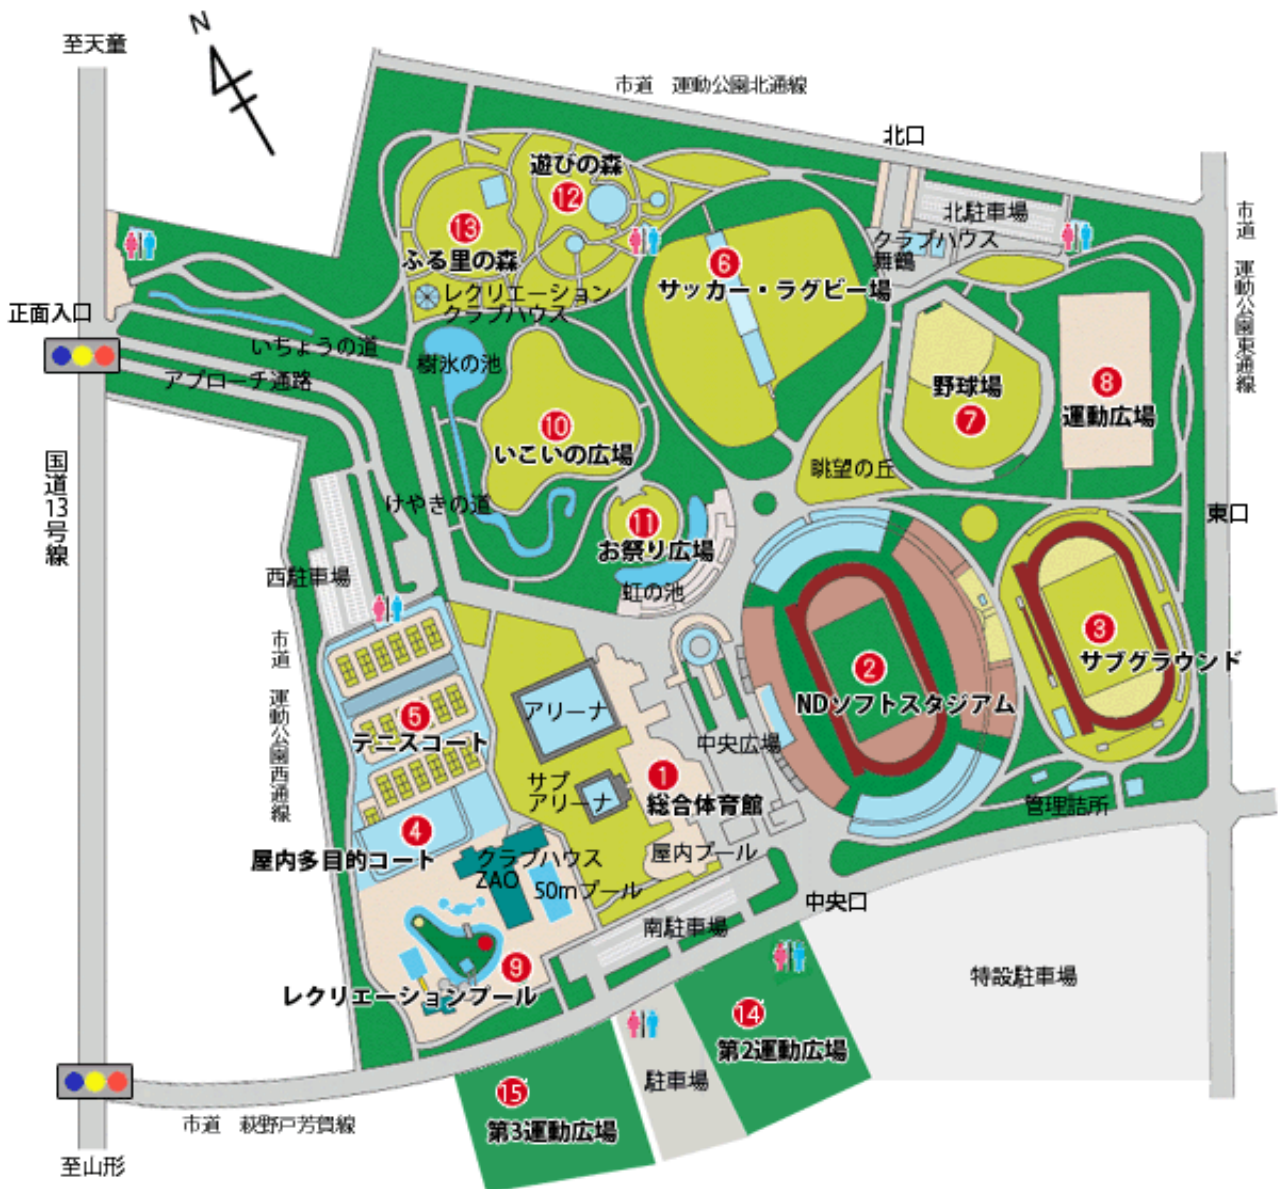 N
至天童
市道 運動公園北通線
北口
遊びの森
12
北駐車場
市道 運動公園東通線
13
ふる里の森
6
サッカー・ラグビー場
クラブハウス
舞鶴
レクリエーション
クラブハウス
正面入口
いちょうの道
樹氷の池
アプローチ通路
野球場
7
8
運動広場
10
いこいの広場
眺望の丘
国道13号線
けやきの道
11
お祭り広場
東口
西駐車場
虹の池
市道 運動公園西通線
3
サブグラウンド
2
NDソフトスタジアム
アリーナ
5
テニスコート
中央広場
サブ
アリーナ
1
総合体育館
管理詰所
4
屋内多目的コート
クラブハウス
ZAO
屋内プール
50mプール
中央口
南駐車場
9
レクリエーションプール
特設駐車場
14
第2運動広場
駐車場
15
第3運動広場
市道 萩野戸芳賀線
至山形